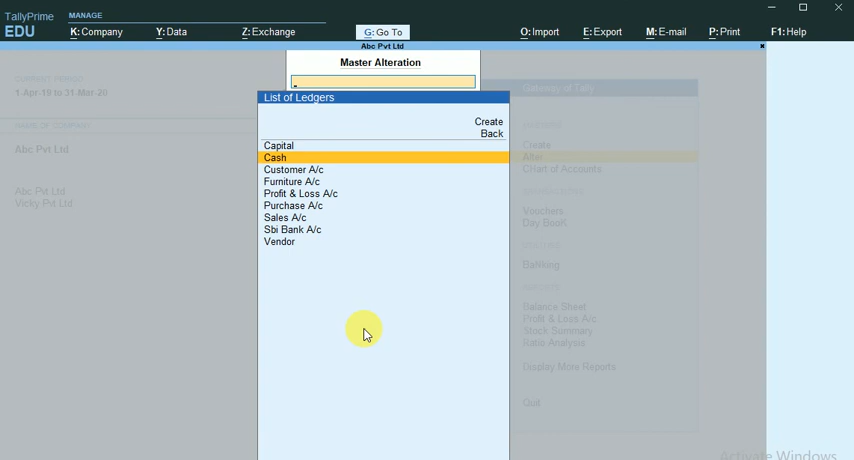 TallyPrime
MANAGE
EDU
K: Company
Y: Data
Z: Exchange
G: Go To
O: Import
E: Export
M: E-mail
P: Print
F1: Help
Abc Pvt Ltd
Master Alteration
List of Ledgers
Create
Back
Capital
Cash
Customer A/c
Furniture A/c
Profit & Loss A/c
Purchase A/c
Sales A/c
Sbi Bank A/c
Vendor
CURRENT PERIOD
1-Apr-19 to 31-Mar-20
NAME OF COMPANY
Abc Pvt Ltd
Abc Pvt Ltd
Vicky Pvt Ltd
Gateway of Tally
Create
Alter
CHart of Accounts
Vouchers
Day BooK
BaNking
Balance Sheet
Profit & Loss A/c
Stock Summary
Ratio Analysis
Display More Reports
Quit
Activate Windows